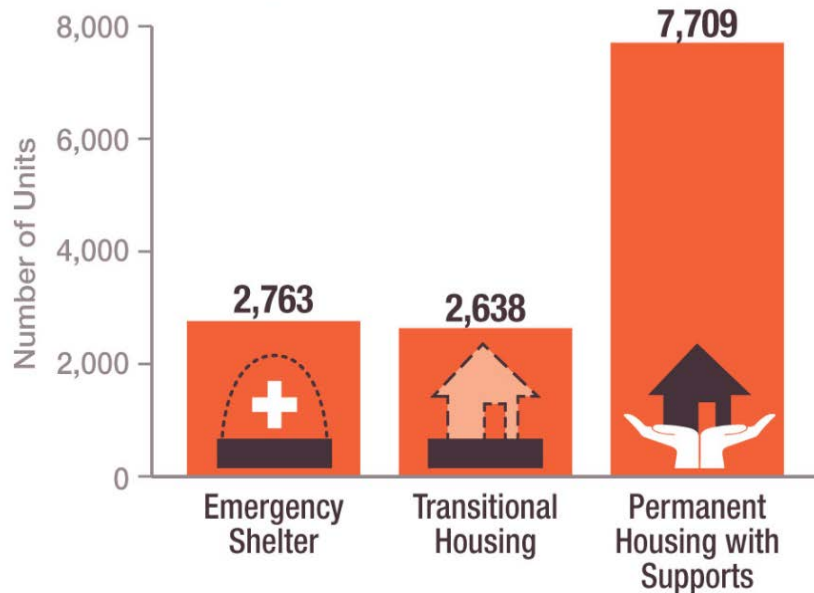 7,709
8,000
6,000
4,000
2,000
0
Number of Units
2,763
2,638
Emergency
Shelter
Transitional
Housing
Permanent
Housing with
Supports